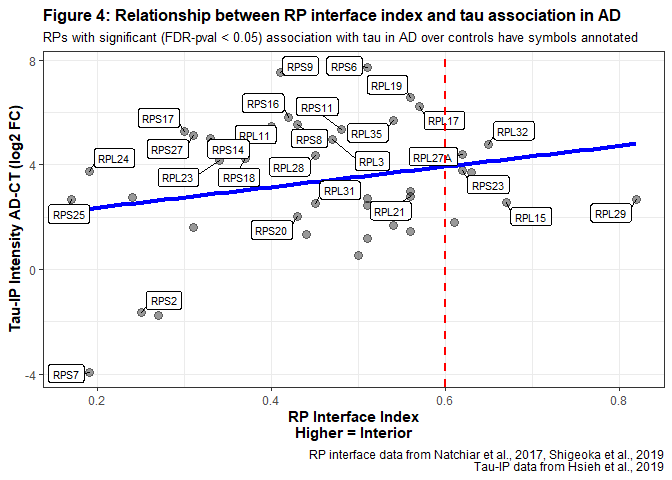 Figure 4: Relationship between RP interface index and tau association in AD
RPs with significant (FDR-pval < 0.05) association with tau in AD over controls have symbols annotated
Tau-IP Intensity AD-CT (log2 FC)
8
4
0
-4
RPS9
RPS6
RPL19
RPS16
RPS11
RPL17
RPS17
RPL11
RPS8
RPL35
RPL32
RPS27
RPS14
RPL3
RPL27A
RPL24
RPL23
RPS18
RPL28
RPS23
RPL31
RPS25
RPS20
RPL21
RPL15
RPL29
RPS2
RPS7
0.2
0.4
0.6
0.8
RP Interface Index
Higher = Interior
RP interface data from Natchiar et al., 2017, Shigeoka et al., 2019
Tau-IP data from Hsieh et al., 2019